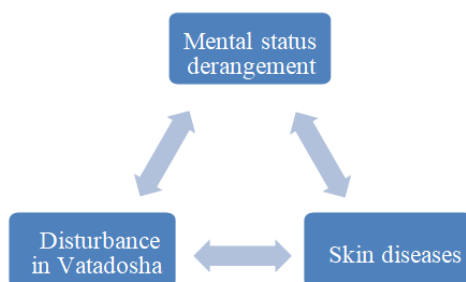 Mental status
derangement
Disturbance
in Vatadosha
Skin diseases